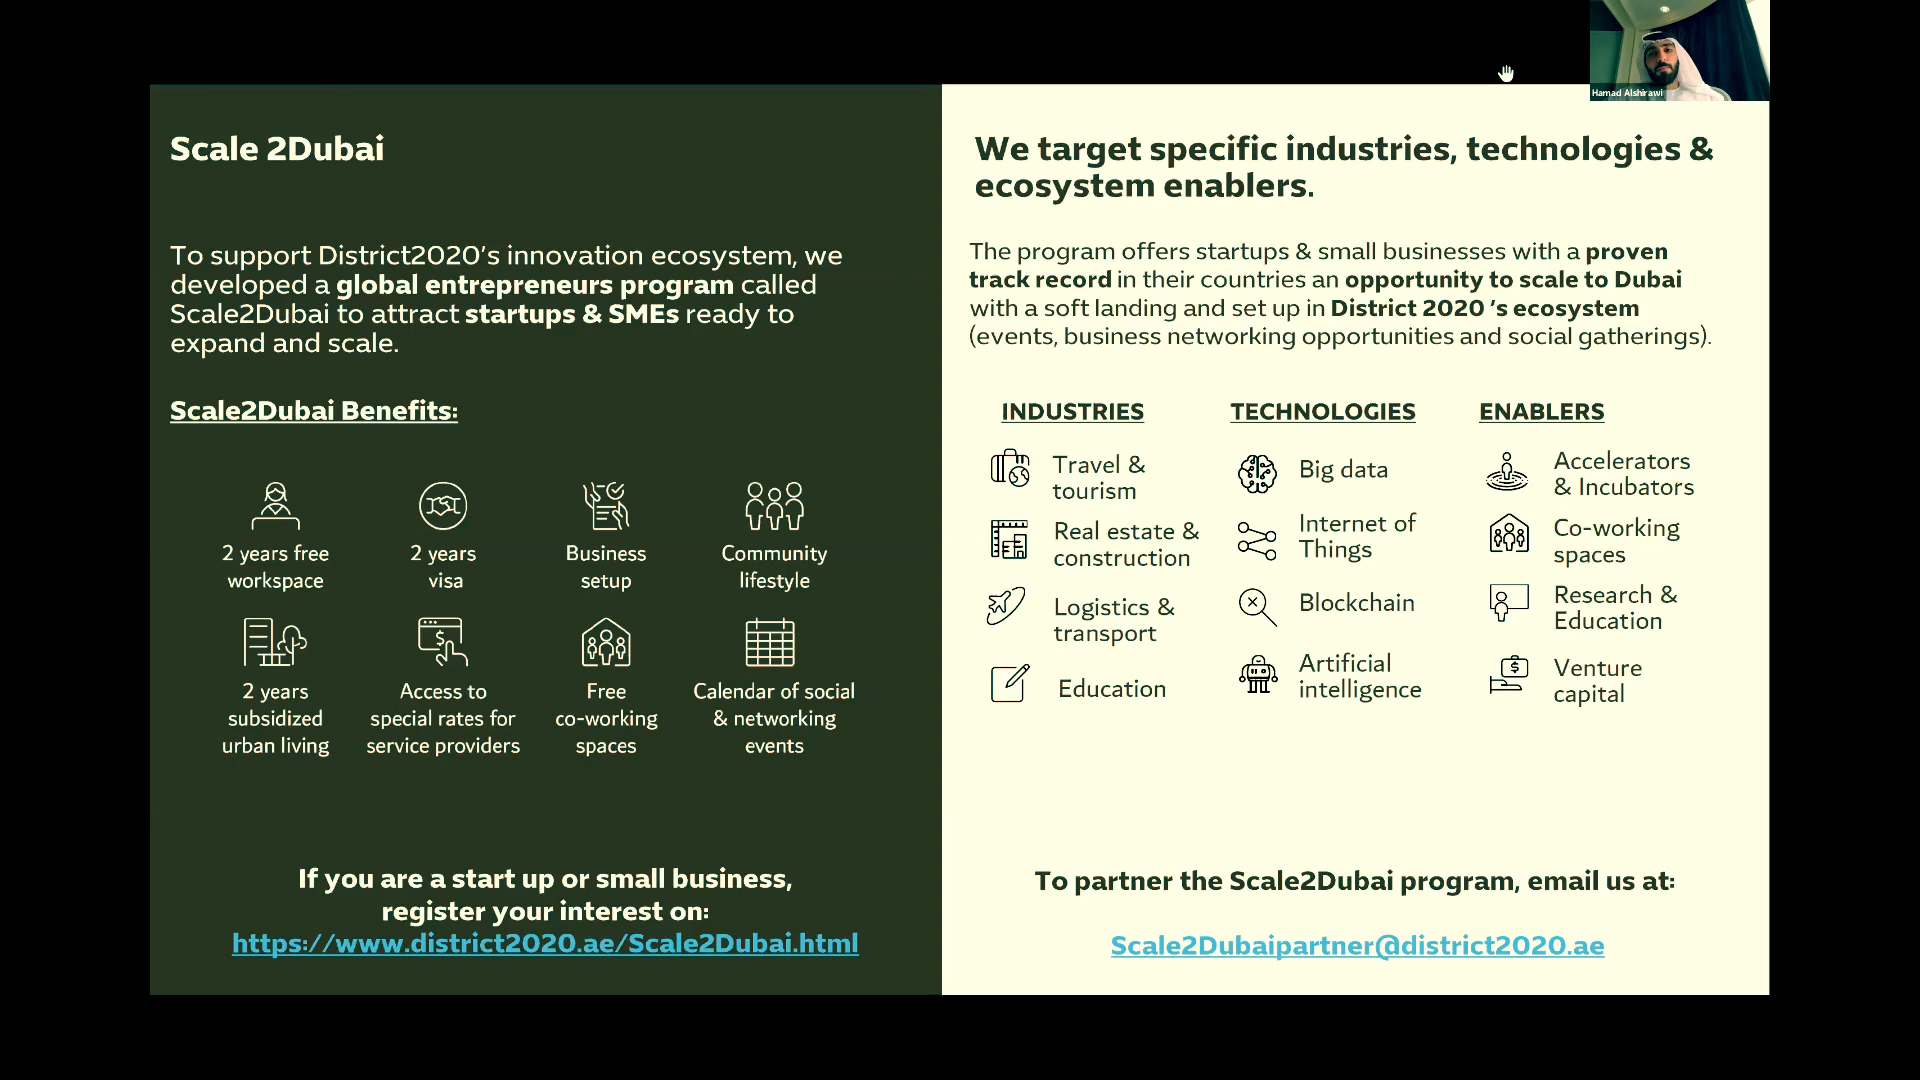 Hamad Alshirawi
Scale 2Dubai
To support District2020’s innovation ecosystem, we
developed a global entrepreneurs program called
Scale2Dubai to attract startups & SMEs ready to
expand and scale.
Scale2Dubai Benefits:
2 years free
workspace
2 years
visa
Business
setup
Community
lifestyle
2 years
subsidized
urban living
Access to
special rates for
service providers
Free
co-working
spaces
Calendar of social
& networking
events
If you are a start up or small business,
register your interest on:
https://www.district2020.ae/Scale2Dubai.html
We target specific industries, technologies &
ecosystem enablers.
The program offers startups & small businesses with a proven
track record in their countries an opportunity to scale to Dubai
with a soft landing and set up in District 2020 ’s ecosystem
(events, business networking opportunities and social gatherings).
INDUSTRIES
Travel &
tourism
Real estate &
construction
Logistics &
transport
Education
TECHNOLOGIES
Big data
Internet of
Things
Blockchain
Artificial
intelligence
ENABLERS
Accelerators
& Incubators
Co-working
spaces
Research &
Education
Venture
capital
To partner the Scale2Dubai program, email us at:
Scale2Dubaipartner@district2020.ae